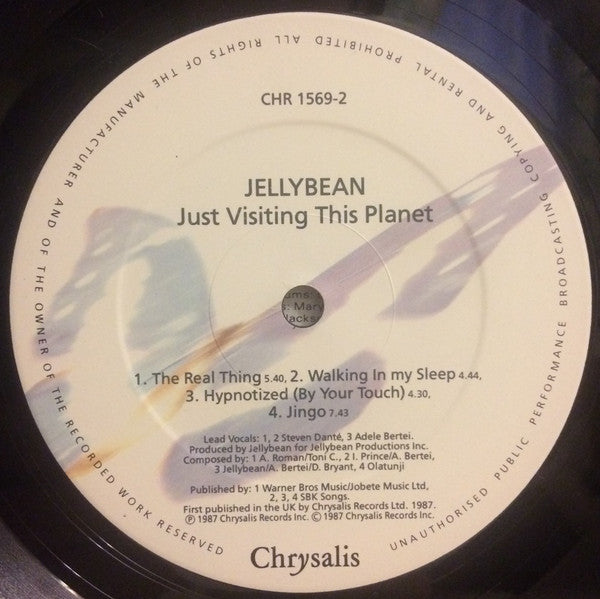 ALL RIGHTS OF THE MANUFACTURER AND OF THE OWNER OF THE RECORDED WORK RESERVED
UNAUTHORISED PUBLIC PERFORMANCE BROADCASTING COPYING AND RENTAL PROHIBITED
CHR 1569-2
JELLYBEAN
Just Visiting This Planet
1. The Real Thing 5.40, 2. Walking In my Sleep 4.44,
3. Hypnotized (By Your Touch) 4.30,
4. Jingo 7.43
Lead Vocals: 1, 2 Steven Danté, 3 Adele Bertei.
Produced by Jellybean for Jellybean Productions Inc.
Composed by: 1 A. Roman/Toni C., 2 I. Prince/A. Bertei,
3 Jellybean/A. Bertei/D. Bryant, 4 Olatunji
Published by: 1 Warner Bros Music/Jobete Music Ltd,
2, 3, 4 SBK Songs.
First published in the UK by Chrysalis Records Ltd. 1987.
℗ 1987 Chrysalis Records Inc. © 1987 Chrysalis Records Inc.
Chrysalis